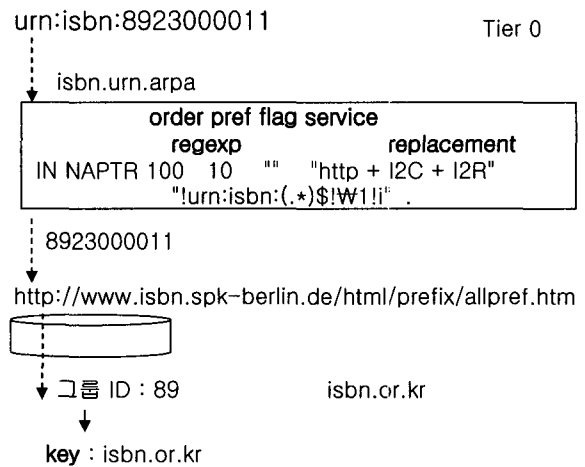 urn:isbn:8923000011 Tier 0
isbn.urn.arpa
order pref flag service
regexp replacement
IN NAPTR 100 10 "" "http + I2C + I2R"
"!urn:isbn:(.*)$!₩1!i" .
8923000011
http://www.isbn.spk-berlin.de/html/prefix/allpref.htm
그룹 ID : 89 isbn.or.kr
key : isbn.or.kr